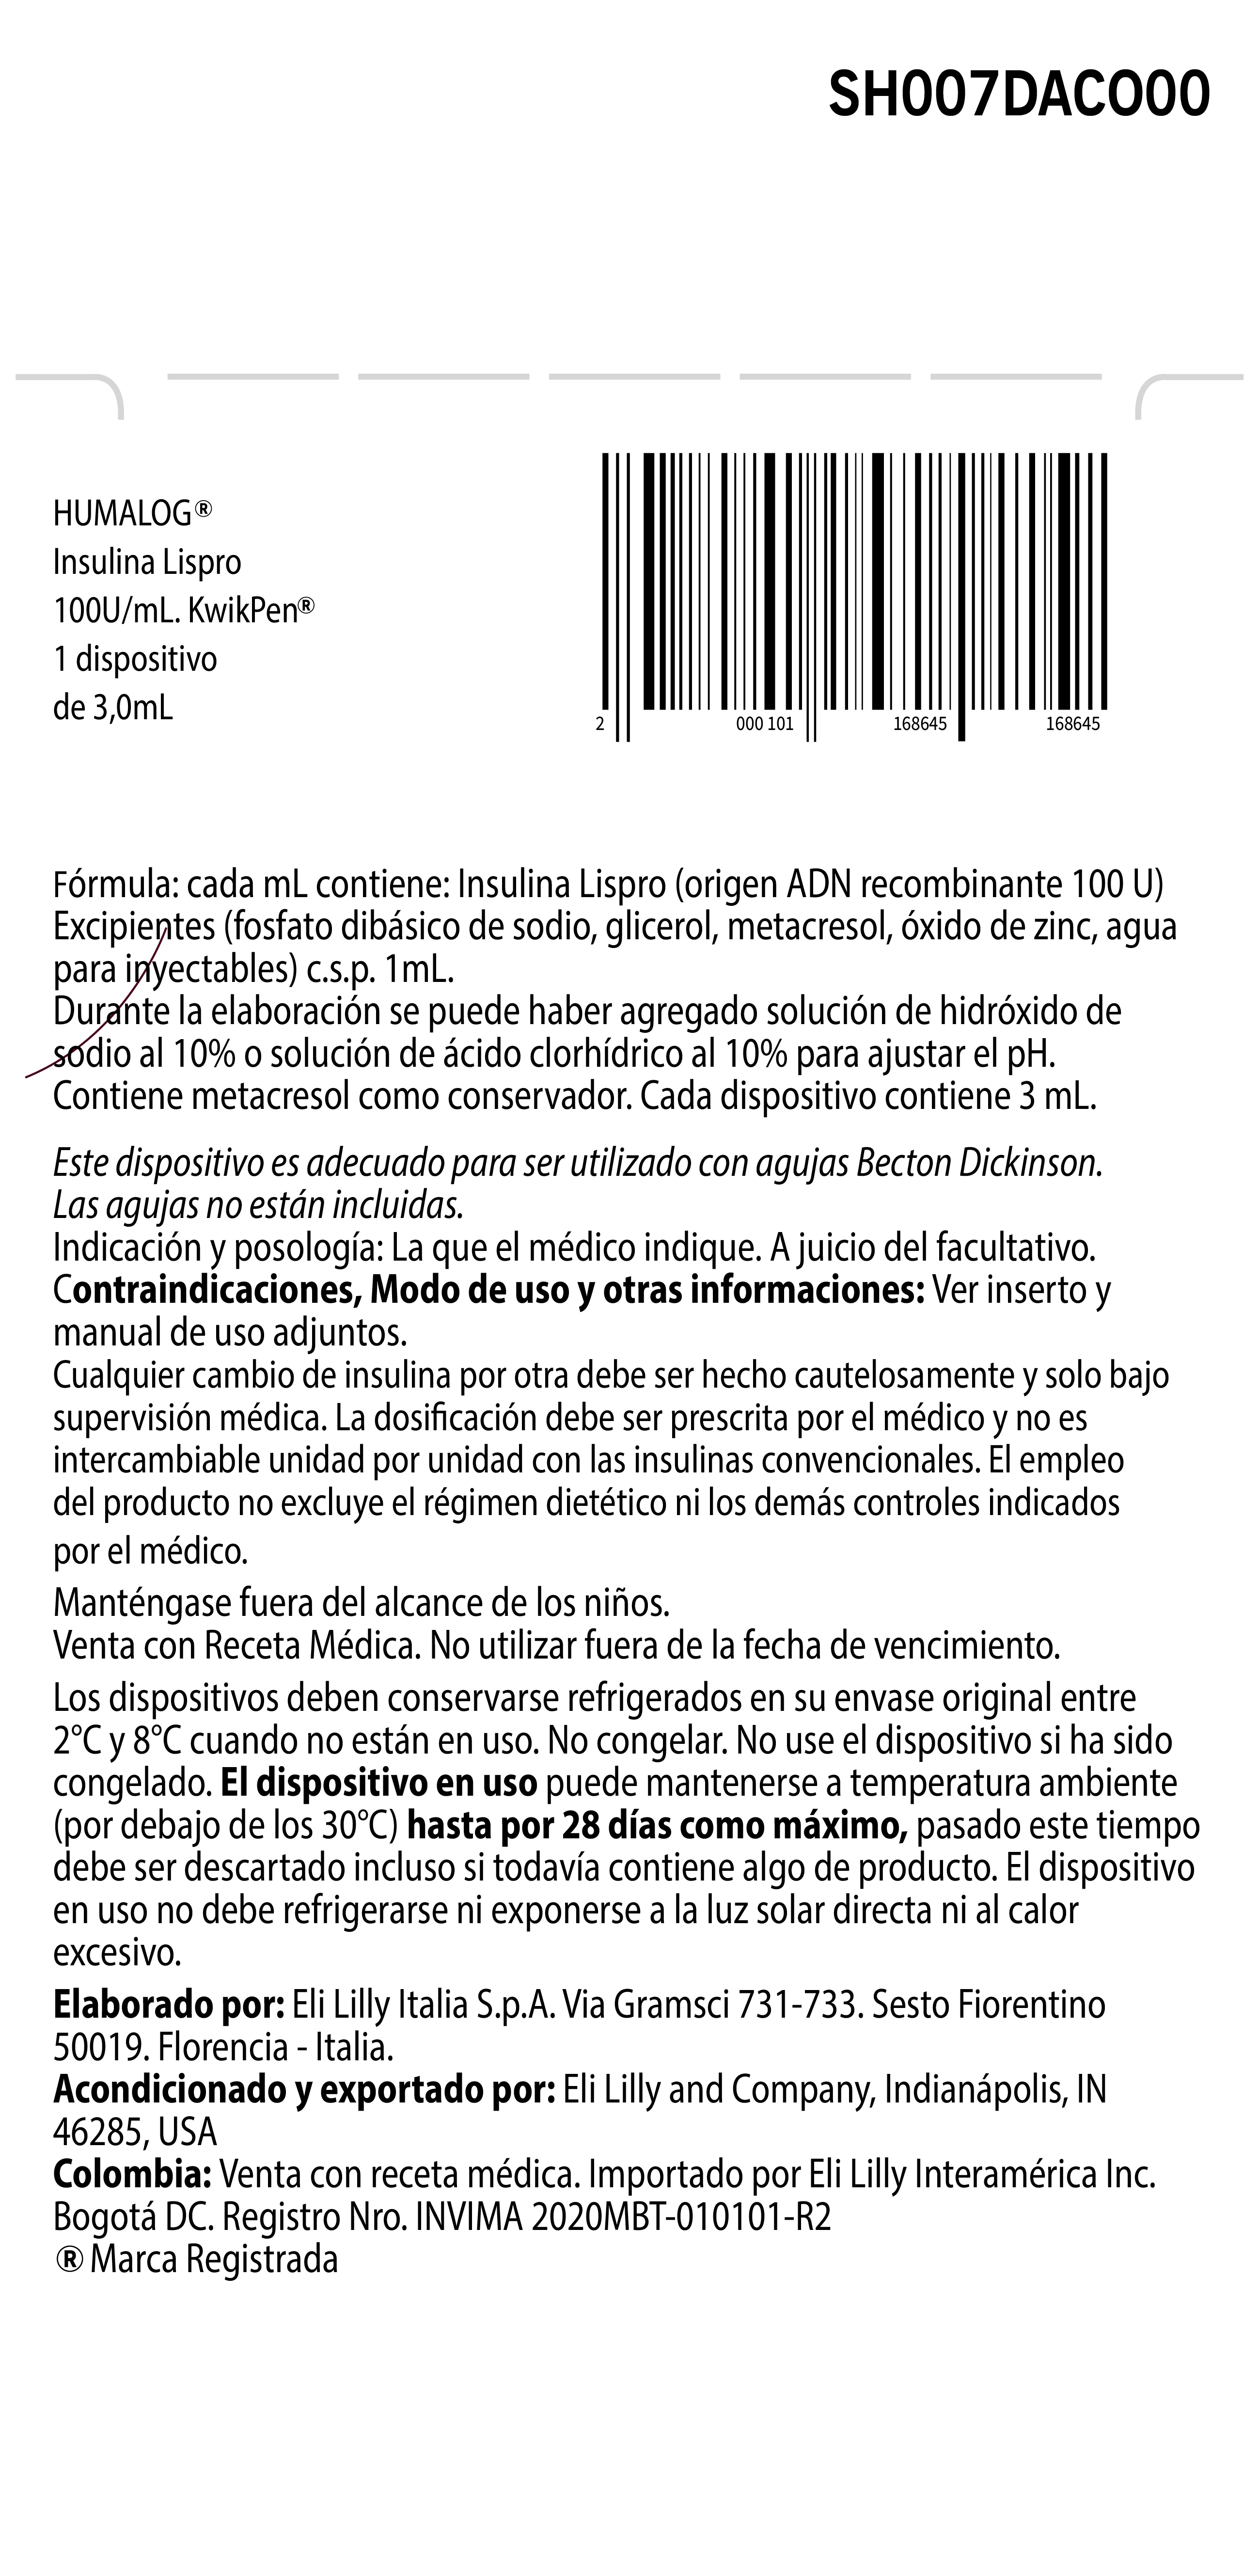 SH007DACO00
HUMALOG®
Insulina Lispro
100U/mL. KwikPen®
1 dispositivo
de 3,0mL
2 000 101 168645 168645
Fórmula: cada mL contiene: Insulina Lispro (origen ADN recombinante 100 U)
Excipientes (fosfato dibásico de sodio, glicerol, metacresol, óxido de zinc, agua
para inyectables) c.s.p. 1mL.
Durante la elaboración se puede haber agregado solución de hidróxido de
sodio al 10% o solución de ácido clorhídrico al 10% para ajustar el pH.
Contiene metacresol como conservador. Cada dispositivo contiene 3 mL.
Este dispositivo es adecuado para ser utilizado con agujas Becton Dickinson.
Las agujas no están incluidas.
Indicación y posología: La que el médico indique. A juicio del facultativo.
Contraindicaciones, Modo de uso y otras informaciones: Ver inserto y
manual de uso adjuntos.
Cualquier cambio de insulina por otra debe ser hecho cautelosamente y solo bajo
supervisión médica. La dosificación debe ser prescrita por el médico y no es
intercambiable unidad por unidad con las insulinas convencionales. El empleo
del producto no excluye el régimen dietético ni los demás controles indicados
por el médico.
Manténgase fuera del alcance de los niños.
Venta con Receta Médica. No utilizar fuera de la fecha de vencimiento.
Los dispositivos deben conservarse refrigerados en su envase original entre
2°C y 8°C cuando no están en uso. No congelar. No use el dispositivo si ha sido
congelado. El dispositivo en uso puede mantenerse a temperatura ambiente
(por debajo de los 30°C) hasta por 28 días como máximo, pasado este tiempo
debe ser descartado incluso si todavía contiene algo de producto. El dispositivo
en uso no debe refrigerarse ni exponerse a la luz solar directa ni al calor
excesivo.
Elaborado por: Eli Lilly Italia S.p.A. Via Gramsci 731-733. Sesto Fiorentino
50019. Florencia - Italia.
Acondicionado y exportado por: Eli Lilly and Company, Indianápolis, IN
46285, USA
Colombia: Venta con receta médica. Importado por Eli Lilly Interamérica Inc.
Bogotá DC. Registro Nro. INVIMA 2020MBT-010101-R2
® Marca Registrada